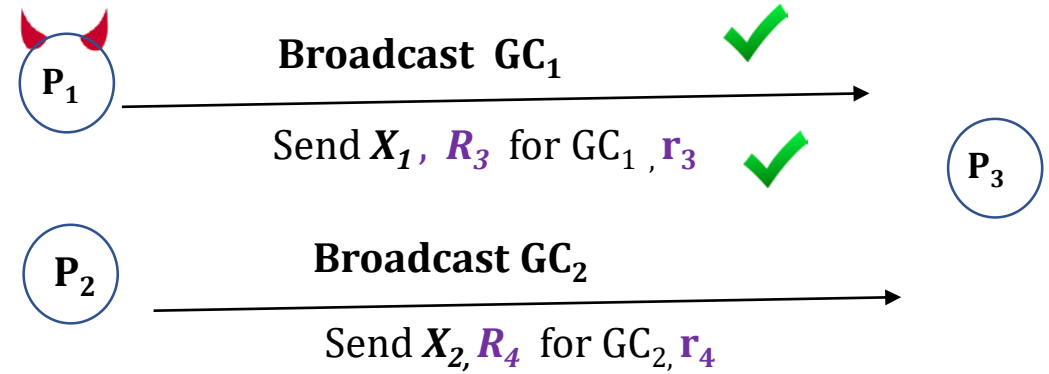 P₁
Broadcast GC₁
Send X₁, R₃ for GC₁ , r₃
P₃
P₂
Broadcast GC₂
Send X₂, R₄ for GC₂, r₄